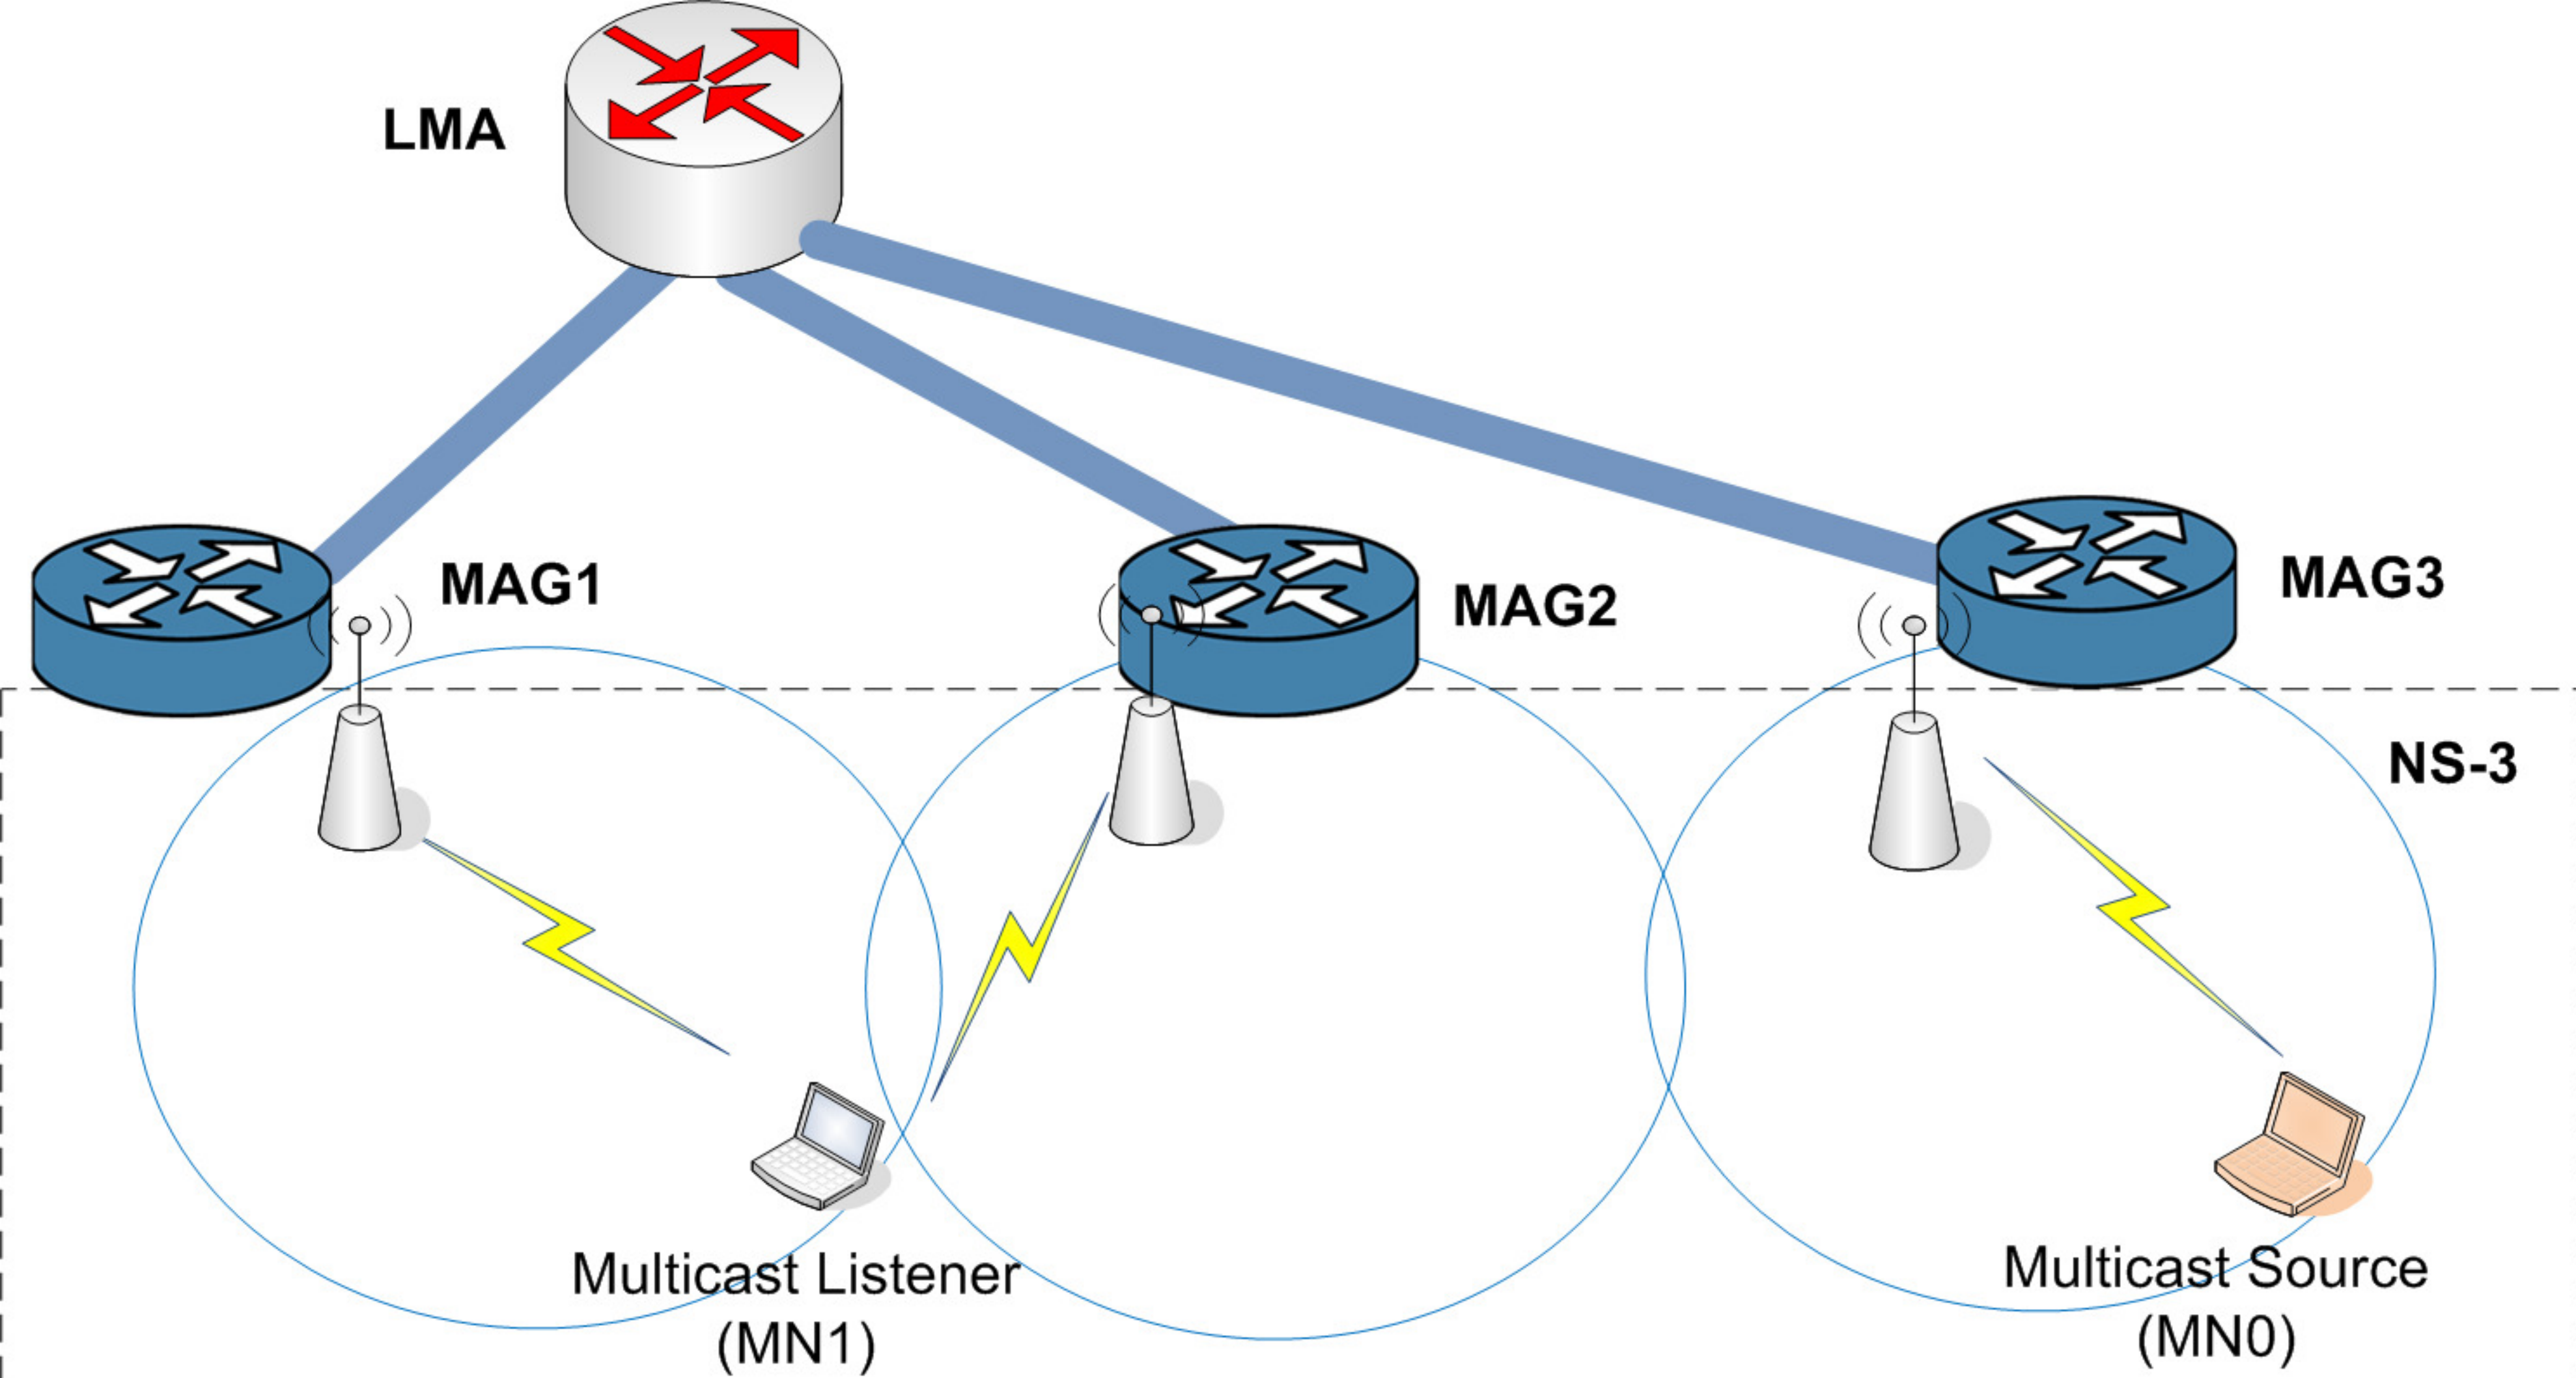 LMA
MAG1
MAG2
MAG3
NS-3
Multicast Listener
(MN1)
Multicast Source
(MN0)